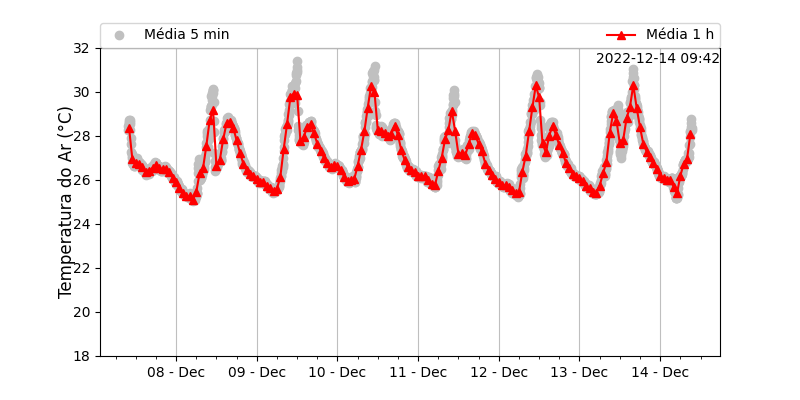 Média 5 min
Média 1 h
2022-12-14 09:42
Temperatura do Ar (°C)
32
30
28
26
24
22
20
18
08 - Dec
09 - Dec
10 - Dec
11 - Dec
12 - Dec
13 - Dec
14 - Dec